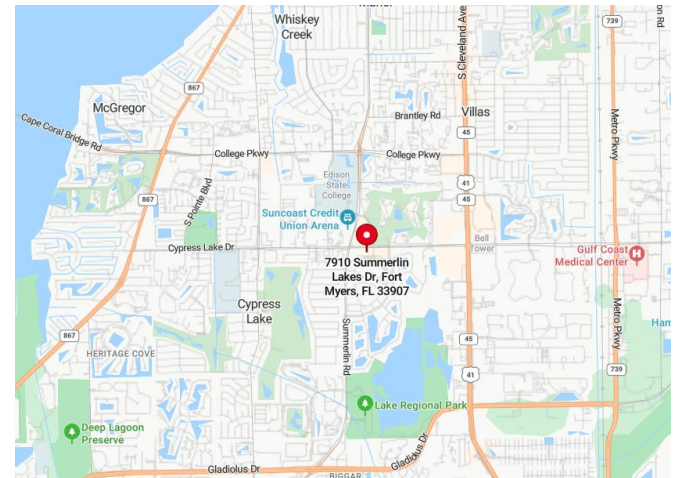 Whiskey
Creek
on Rd
739
867
S Cleveland Ave
McGregor
Villas
Brantley Rd
Metro Pkwy
Cape Coral Bridge Rd
45
College Pkwy
College Pkwy
Edison
State
College
41
S Pointe Blvd
867
45
Suncoast Credit
Union Arena
Cypress Lake Dr
Bell
Tower
Gulf Coast
Medical Center
H
7910 Summerlin
Lakes Dr, Fort
Myers, FL 33907
Cypress
Lake
Metro Pkwy
Summerlin Rd
Ham
867
45
HERITAGE COVE
41
739
Lake Regional Park
Deep Lagoon
Preserve
Gladiolus Dr
Gladiolus Dr
BIGGAR